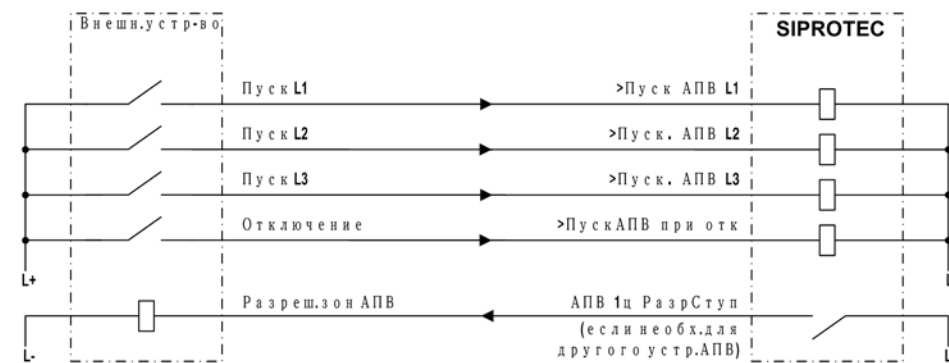 Внешн.устр-во
SIPROTEC
Пуск L1
>Пуск АПВ L1
Пуск L2
>Пуск. АПВ L2
Пуск L3
>Пуск. АПВ L3
Отключение
>ПускАПВ при отк
L+
L
Разреш.зон АПВ
АПВ 1ц РазрСтуп
(если необх.для
другого устр.АПВ)
L-
L